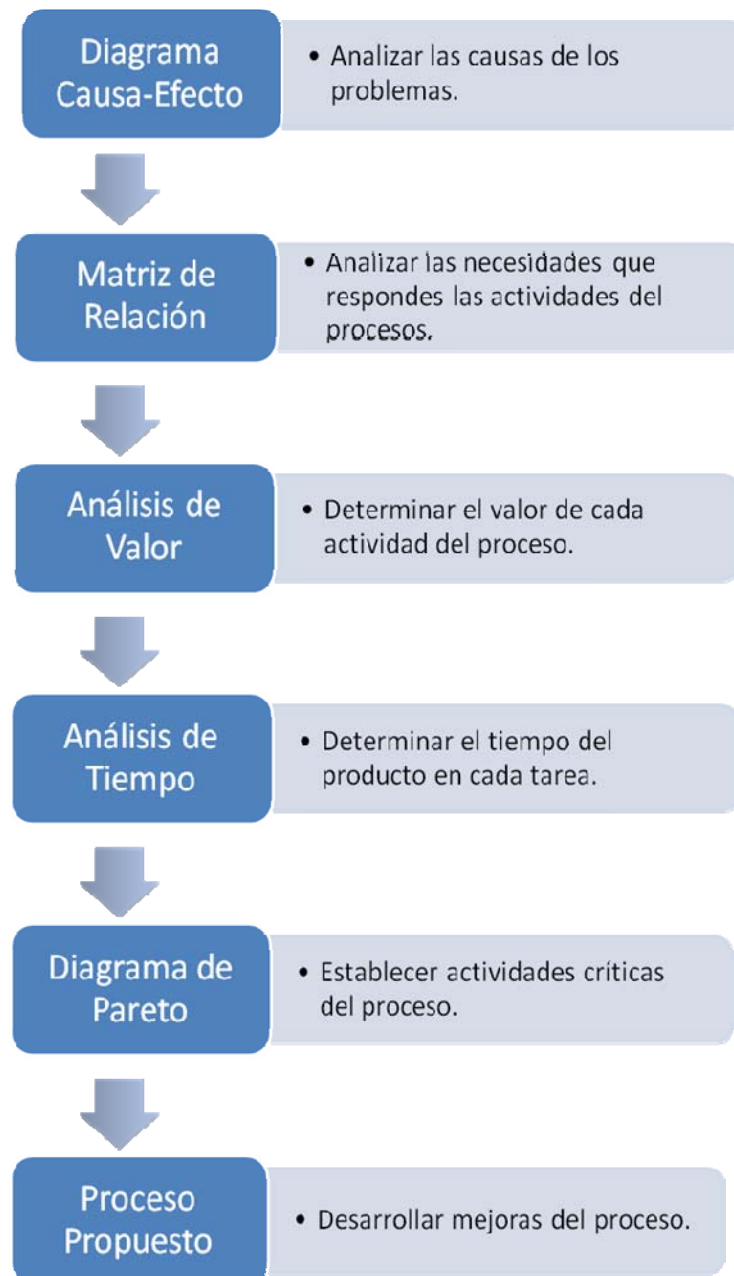 Diagrama
Causa-Efecto
• Analizar las causas de los
problemas.
Matriz de
Relación
• Analizar las necesidades que
respondes las actividades del
procesos.
Análisis de
Valor
• Determinar el valor de cada
actividad del proceso.
Análisis de
Tiempo
• Determinar el tiempo del
producto en cada tarea.
Diagrama de
Pareto
• Establecer actividades críticas
del proceso.
Proceso
Propuesto
• Desarrollar mejoras del proceso.